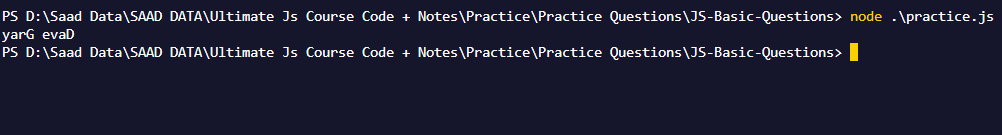 PS D:\Saad Data\SAAD DATA\Ultimate Js Course Code + Notes\Practice\Practice Questions\JS-Basic-Questions> node .\practice.js
yarG evaD
PS D:\Saad Data\SAAD DATA\Ultimate Js Course Code + Notes\Practice\Practice Questions\JS-Basic-Questions>